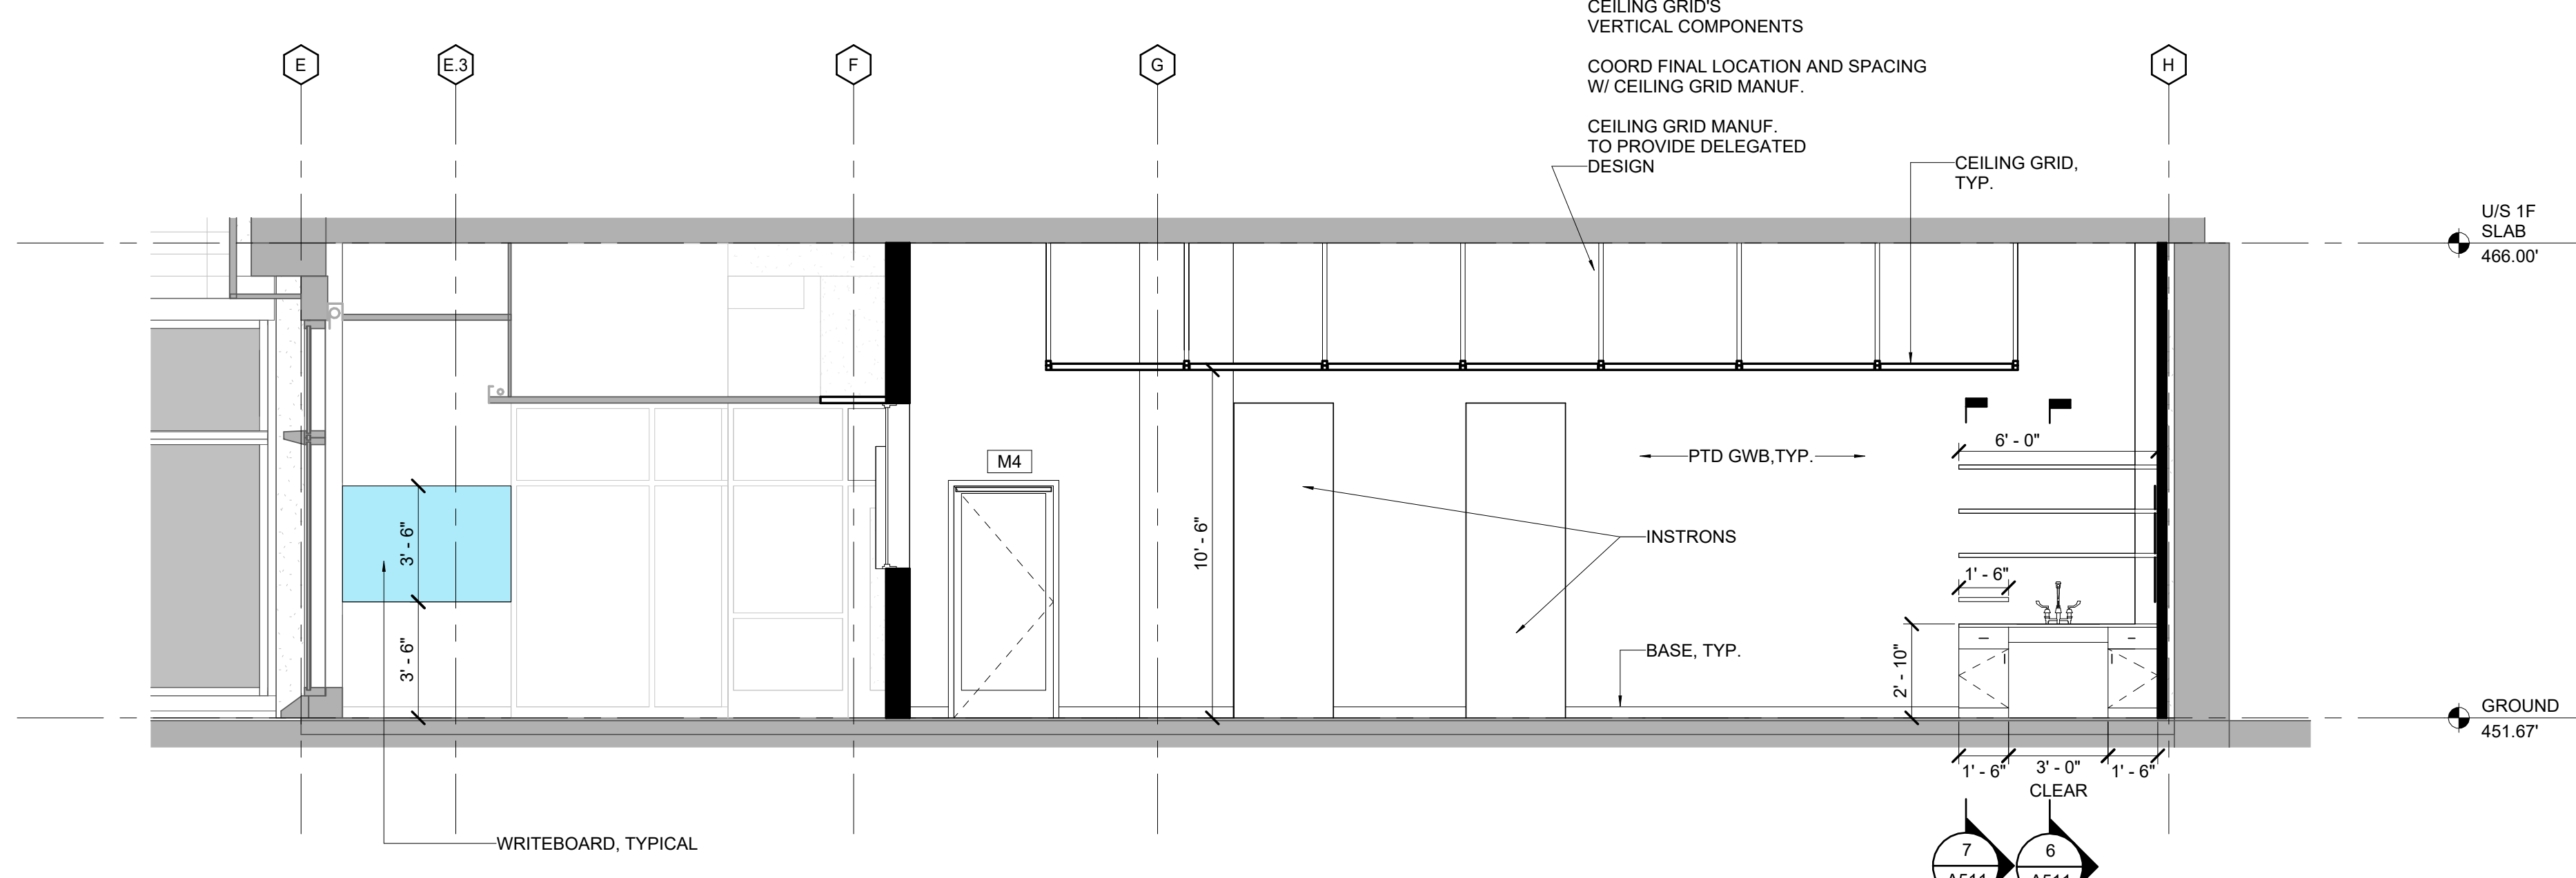 CEILING GRID'S
VERTICAL COMPONENTS
COORD FINAL LOCATION AND SPACING
W/ CEILING GRID MANUF.
CEILING GRID MANUF.
TO PROVIDE DELEGATED
DESIGN
E
E.3
F
G
H
CEILING GRID,
TYP.
U/S 1F
SLAB
466.00'
6' - 0"
PTD GWB,TYP.
M4
3' - 6"
10' - 6"
INSTRONS
1' - 6"
3' - 6"
BASE, TYP.
2' - 10"
GROUND
451.67'
1' - 6"
3' - 0"
1' - 6"
CLEAR
WRITEBOARD, TYPICAL
7
6
A511
A511